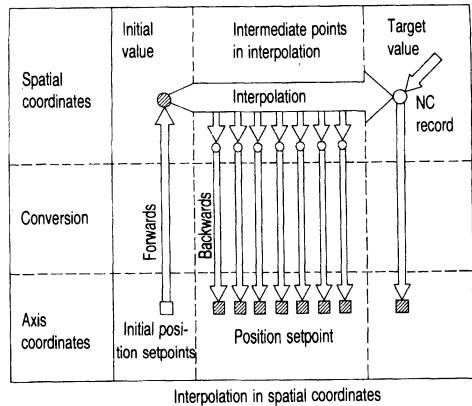 Initial
value
Intermediate points
in interpolation
Target
value
Spatial
coordinates
Interpolation
NC
record
Conversion
Forwards
Backwards
Axis
coordinates
Initial posi-
tion setpoints
Position setpoint
Interpolation in spatial coordinates